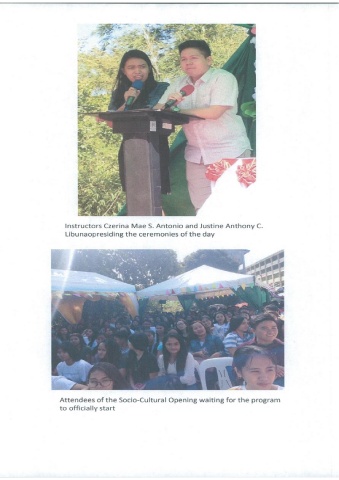 Instructors Czerina Mae S. Antonio and Justine Anthony C.
Libunaopresiding the ceremonies of the day
Attendees of the Socio-Cultural Opening waiting for the program
to officially start